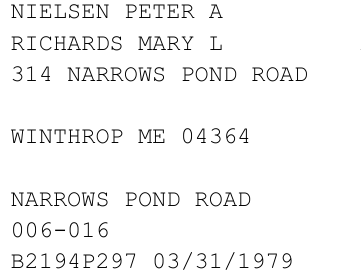 NIELSEN PETER A
RICHARDS MARY L
314 NARROWS POND ROAD
WINTHROP ME 04364
NARROWS POND ROAD
006-016
B2194P297 03/31/1979